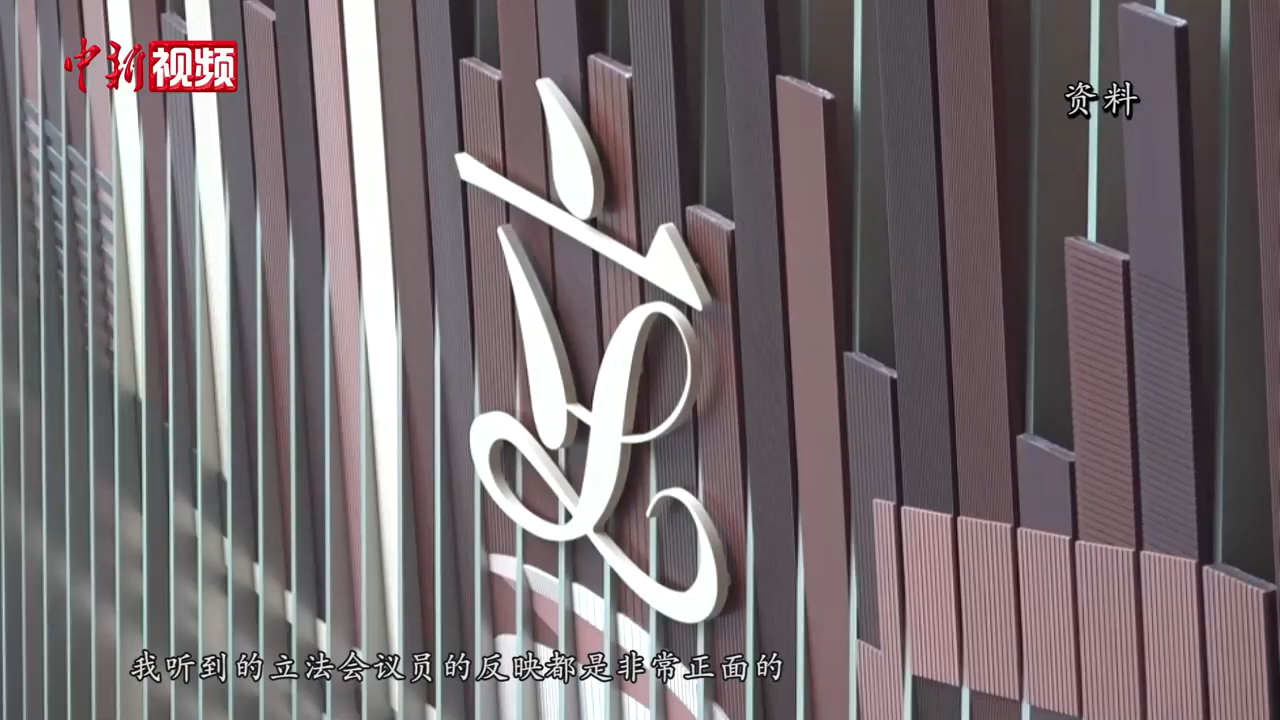 中新视频
资料
我听到的立法会议员的反映都是非常正面的